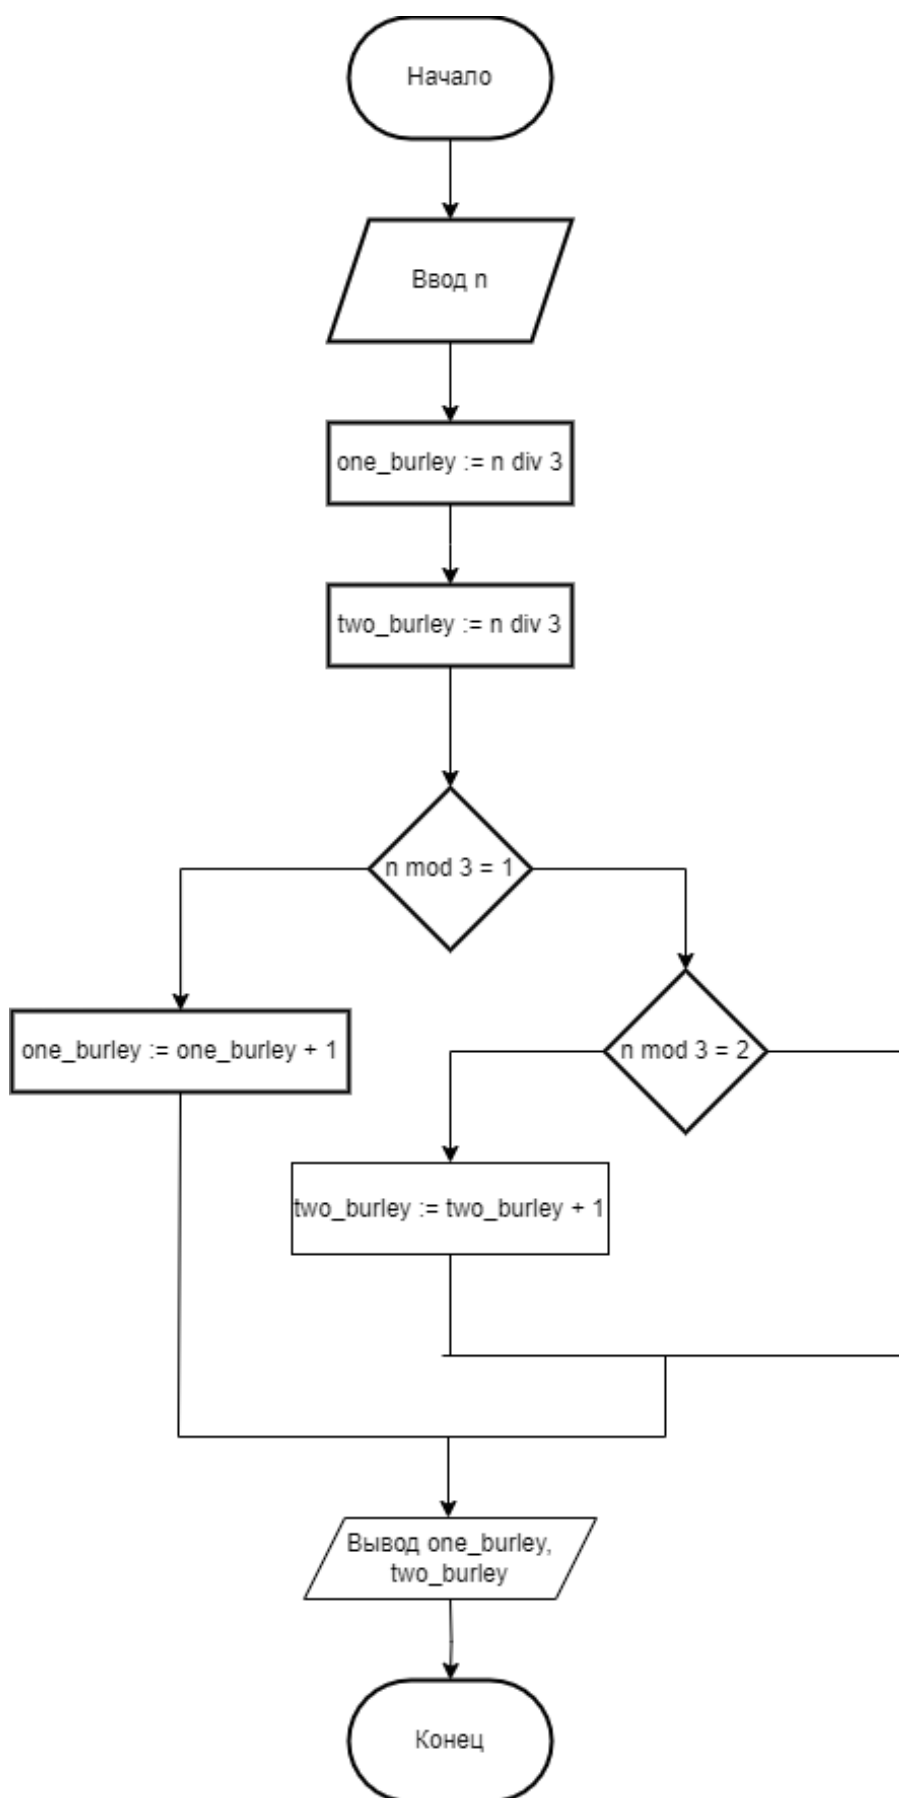 Начало
Ввод n
one_burley := n div 3
two_burley := n div 3
n mod 3 = 1
one_burley := one_burley + 1
n mod 3 = 2
two_burley := two_burley + 1
Вывод one_burley,
two_burley
Конец